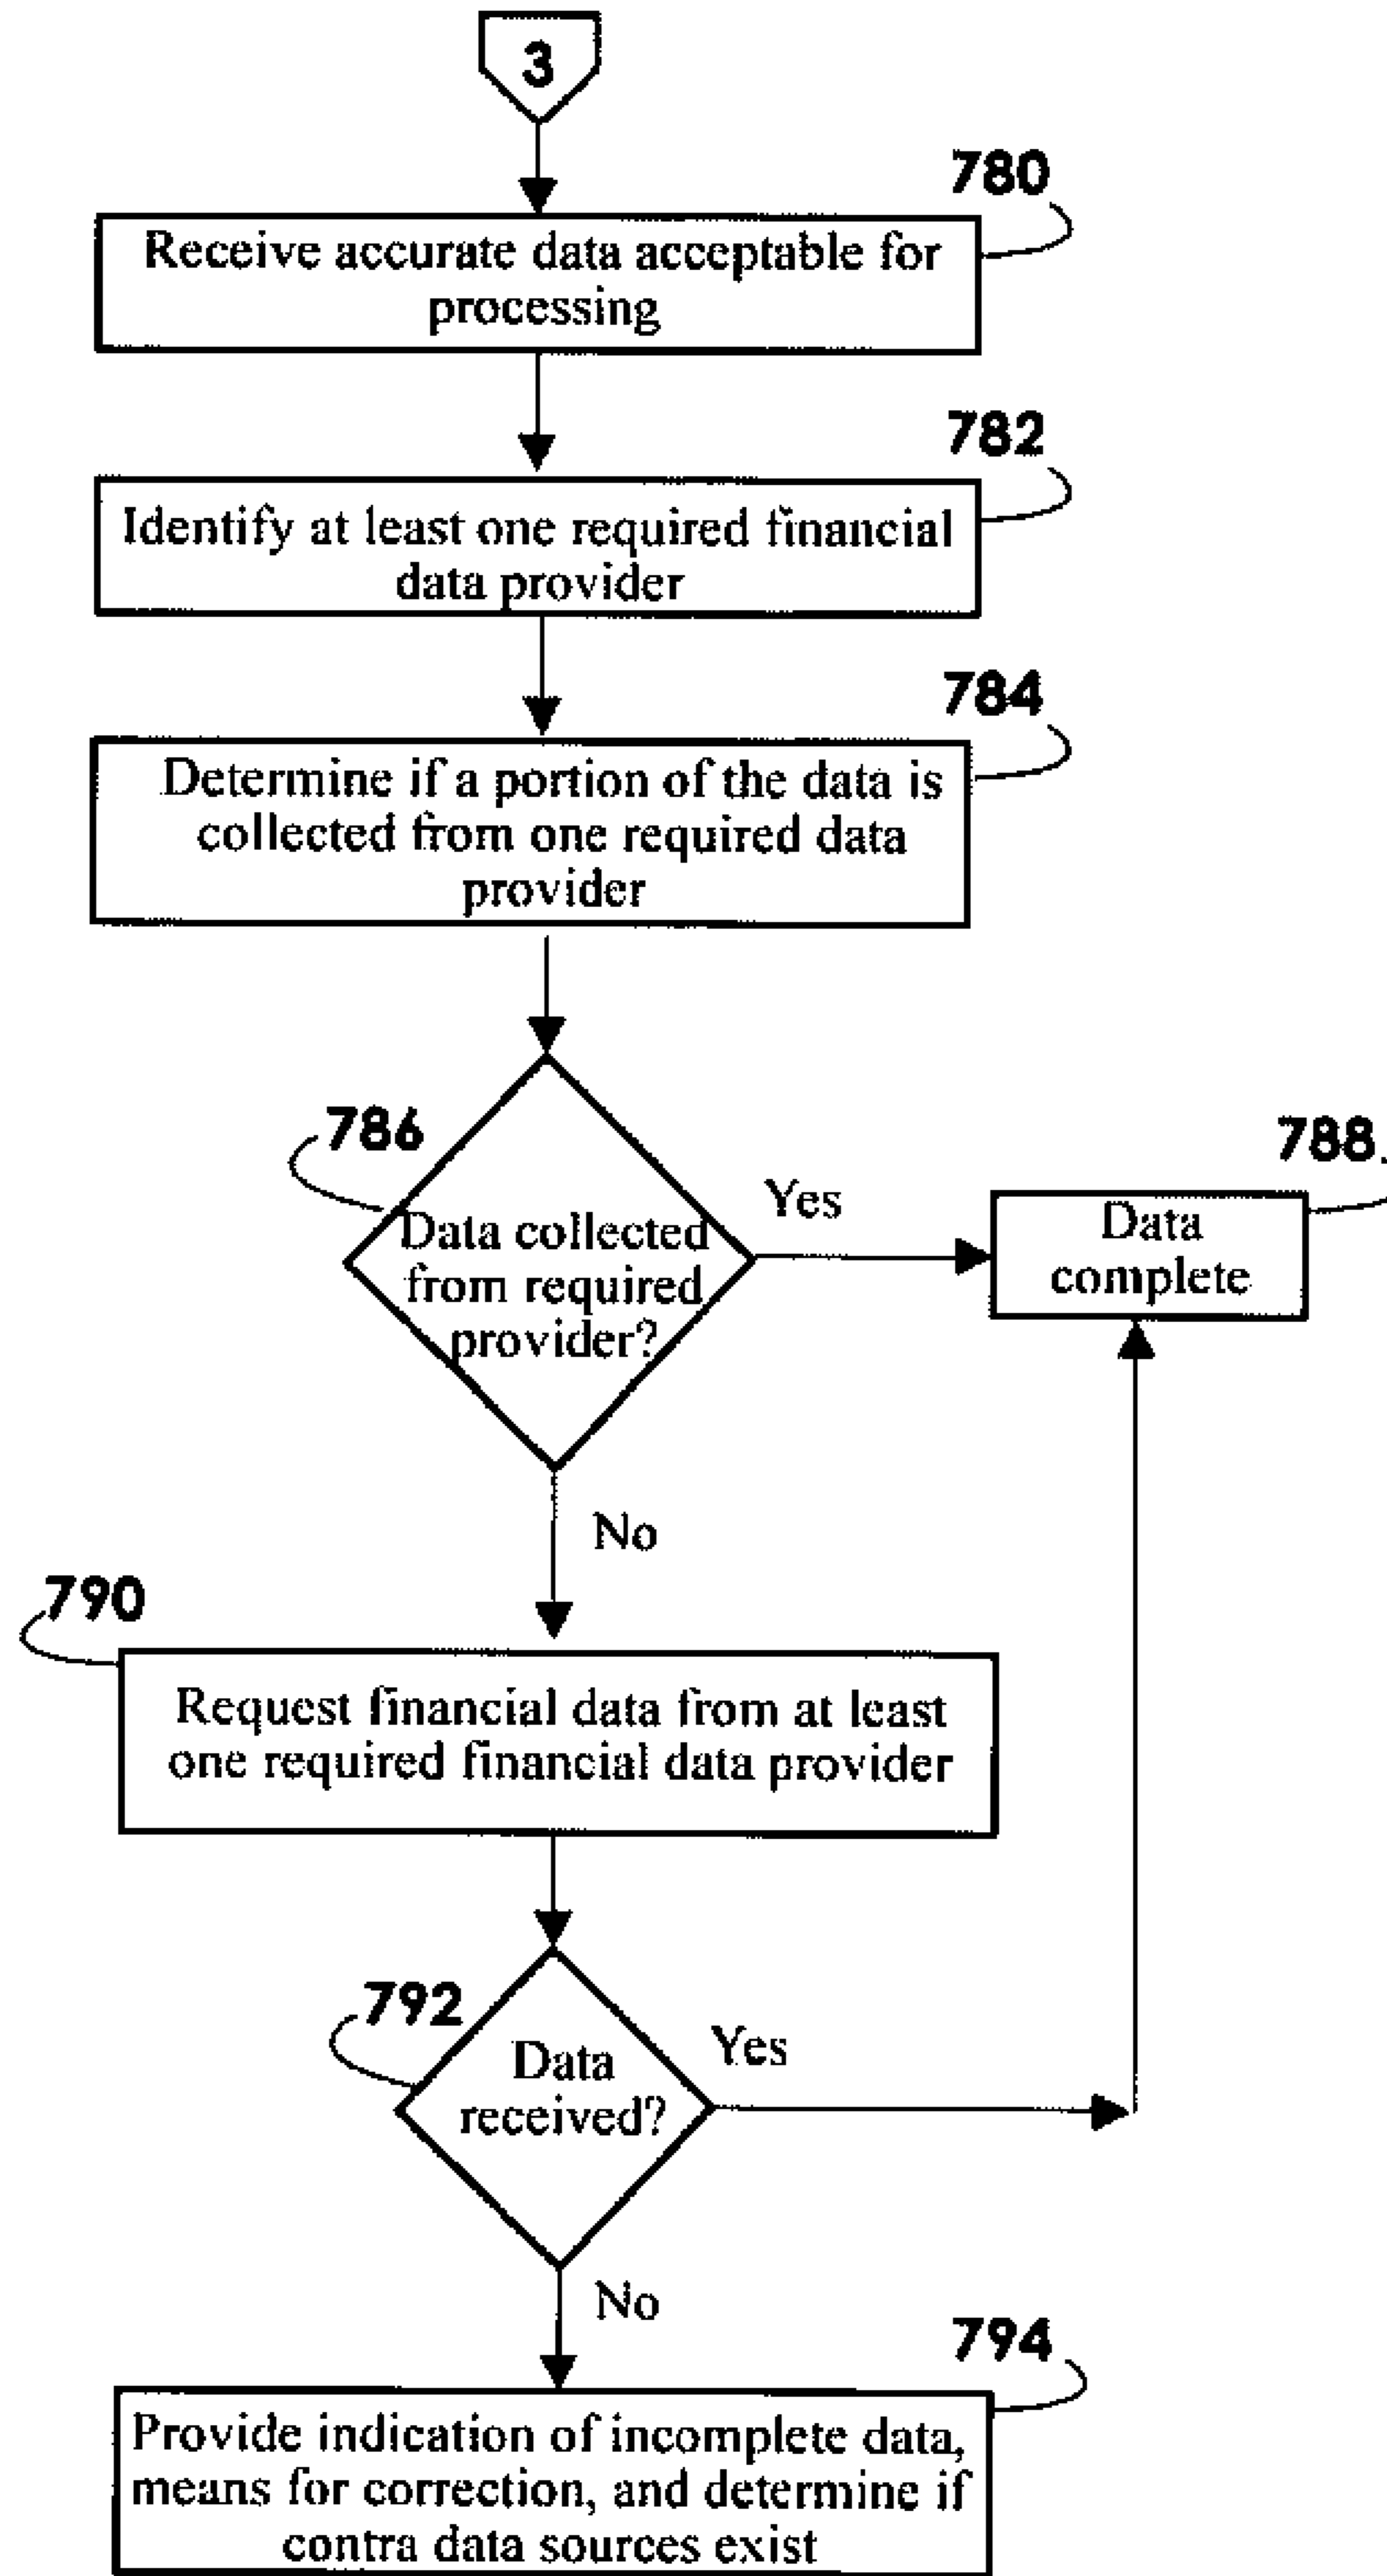 3
780
Receive accurate data acceptable for
processing
782
Identify at least one required financial
data provider
784
Determine if a portion of the data is
collected from one required data
provider
786
Data collected
from required
provider?
Yes
788
Data
complete
No
790
Request financial data from at least
one required financial data provider
792
Data
received?
Yes
No
794
Provide indication of incomplete data,
means for correction, and determine if
contra data sources exist